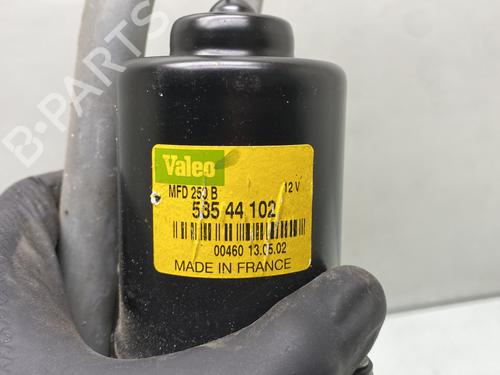 B-PARTS
Valeo
MFD 250 B 12 V
535 44 102
00460 13.05.02
MADE IN FRANCE